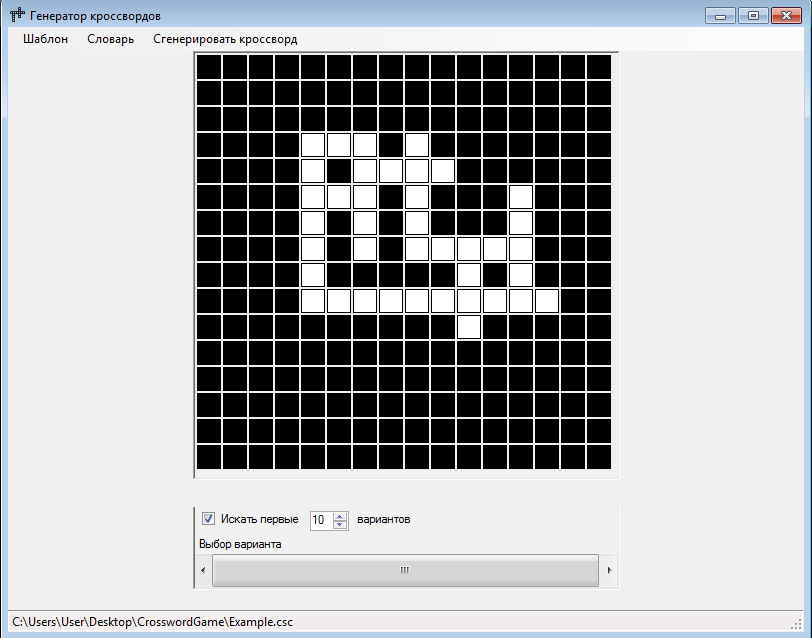 Генератор кроссвордов
Шаблон Словарь Сгенерировать кроссворд
Искать первые 10 вариантов
Выбор варианта
C:\Users\User\Desktop\CrosswordGame\Example.csc